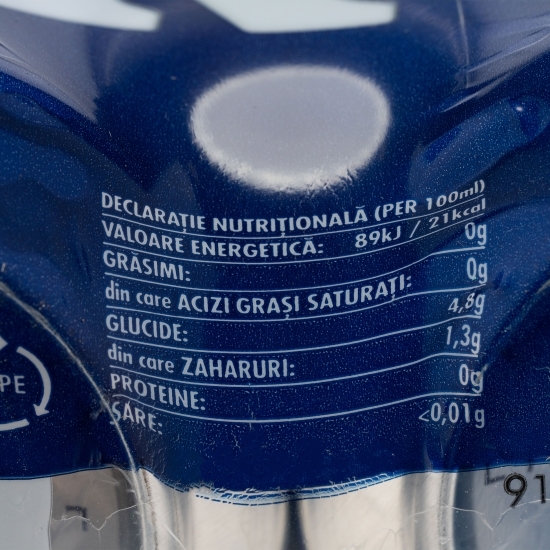 DECLARAȚIE NUTRIȚIONALĂ (PER 100ml)
VALOARE ENERGETICĂ: 89kJ / 21kcal
GRĂSIMI: 0g
din care ACIZI GRAȘI SATURAȚI: 0g
GLUCIDE: 4,8g
din care ZAHARURI: 1,3g
PROTEINE: 0g
SARE: <0,01g
PE
91